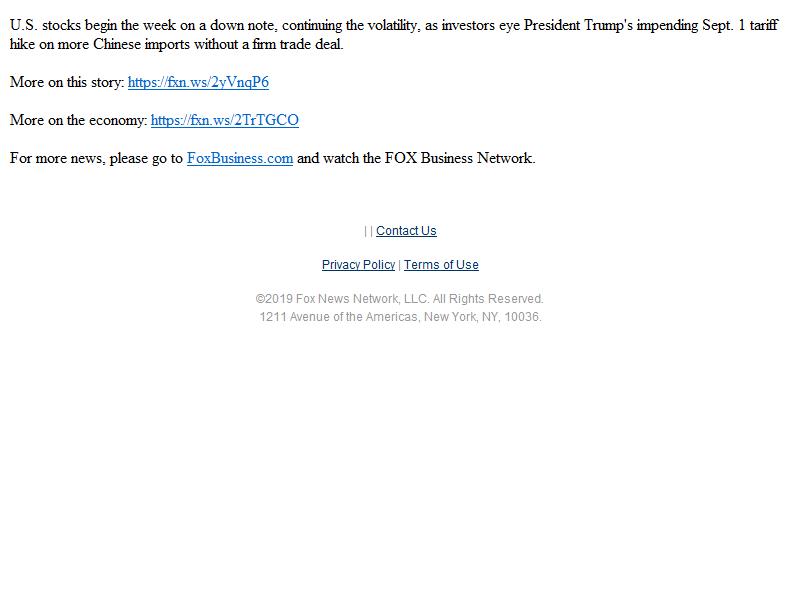 U.S. stocks begin the week on a down note, continuing the volatility, as investors eye President Trump's impending Sept. 1 tariff
hike on more Chinese imports without a firm trade deal.
More on this story: https://fxn.ws/2yVnqP6
More on the economy: https://fxn.ws/2TrTGCO
For more news, please go to FoxBusiness.com and watch the FOX Business Network.
| | Contact Us
Privacy Policy | Terms of Use
©2019 Fox News Network, LLC. All Rights Reserved.
1211 Avenue of the Americas, New York, NY, 10036.